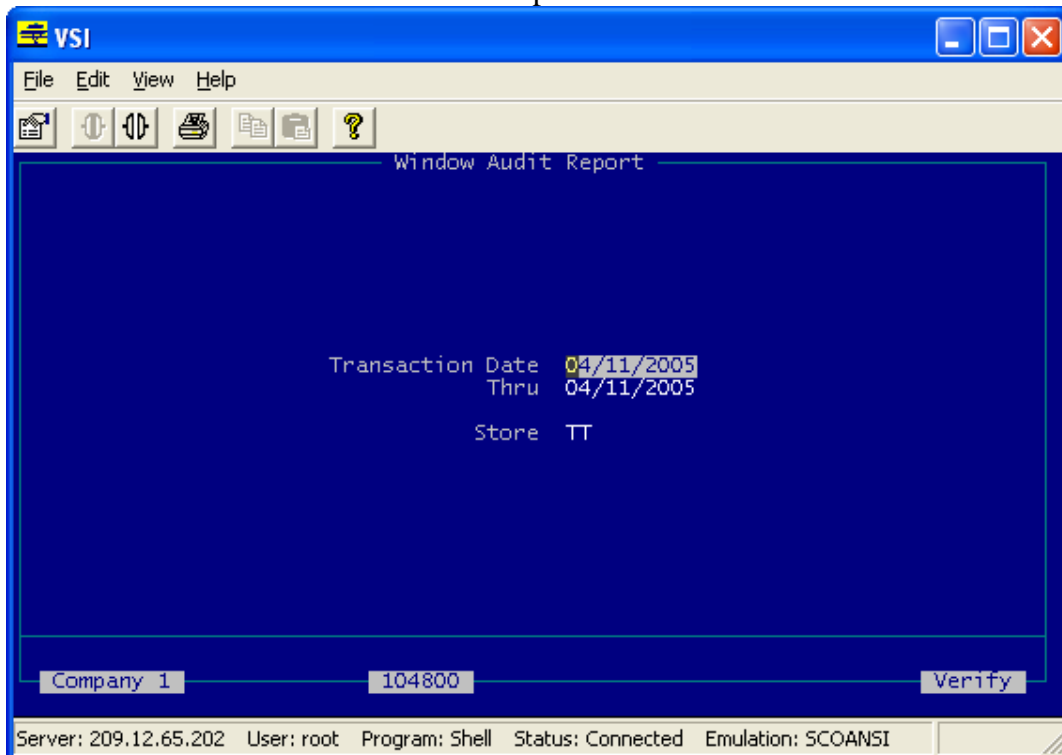 VSI
File Edit View Help
Window Audit Report
Transaction Date 04/11/2005
Thru 04/11/2005
Store TT
Company 1 104800 Verify
Server: 209.12.65.202 User: root Program: Shell Status: Connected Emulation: SCOANSI